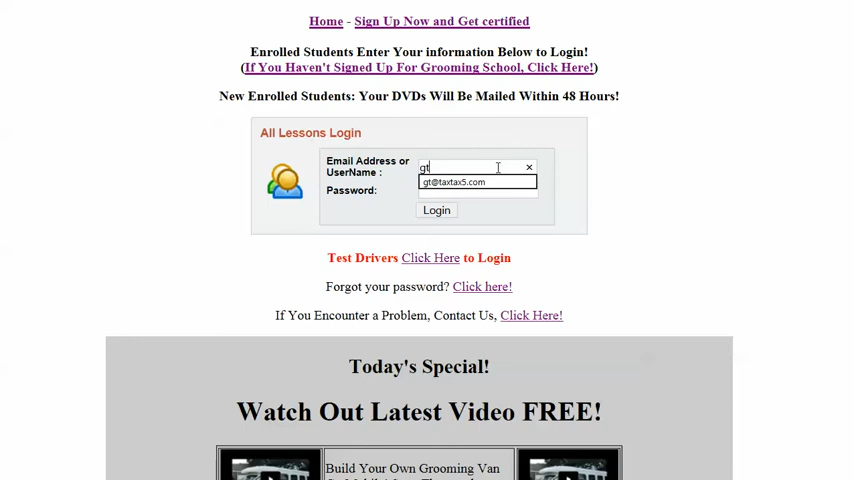 Home - Sign Up Now and Get certified
Enrolled Students Enter Your information Below to Login!
(If You Haven't Signed Up For Grooming School, Click Here!)
New Enrolled Students: Your DVDs Will Be Mailed Within 48 Hours!
All Lessons Login
Email Address or
UserName :
gt
gt@taxtax5.com
Password:
Login
Test Drivers Click Here to Login
Forgot your password? Click here!
If You Encounter a Problem, Contact Us, Click Here!
Today's Special!
Watch Out Latest Video FREE!
Build Your Own Grooming Van